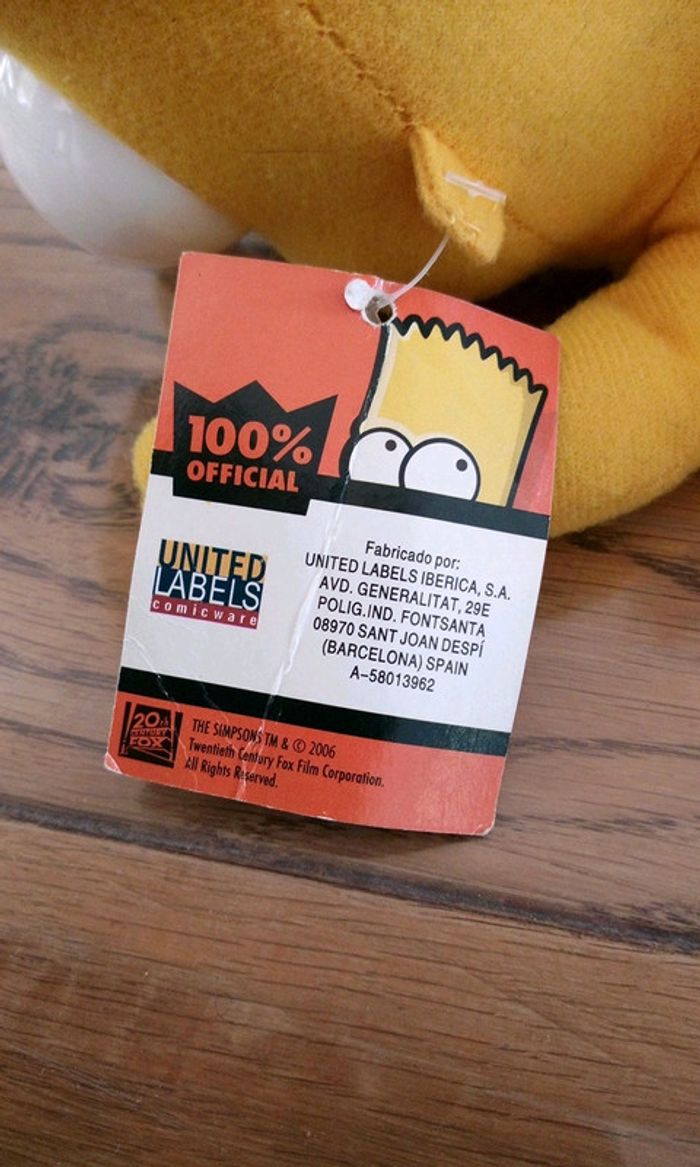 100%
OFFICIAL
UNITED
LABELS
comicware
Fabricado por:
UNITED LABELS IBERICA, S.A.
AVD. GENERALITAT, 29E
POLIG.IND. FONTSANTA
08970 SANT JOAN DESPÍ
(BARCELONA) SPAIN
A-58013962
20th
CENTURY
FOX
THE SIMPSONS TM & © 2006
Twentieth Century Fox Film Corporation.
All Rights Reserved.